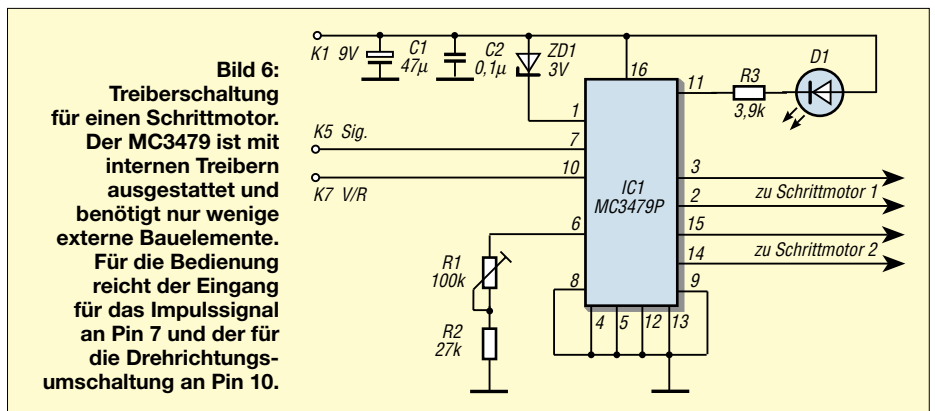 Bild 6:
Treiberschaltung
für einen Schrittmotor.
Der MC3479 ist mit
internen Treibern
ausgestattet und
benötigt nur wenige
externe Bauelemente.
Für die Bedienung
reicht der Eingang
für das Impulssignal
an Pin 7 und der für
die Drehrichtungs-
umschaltung an Pin 10.
K1 9V
C1
47µ
C2
0,1µ
ZD1
3V
16
11
R3
3,9k
D1
1
K5 Sig.
7
K7 V/R
10
IC1
MC3479P
3
zu Schrittmotor 1
2
15
zu Schrittmotor 2
14
6
R1
100k
8
9
4
5
12
13
R2
27k